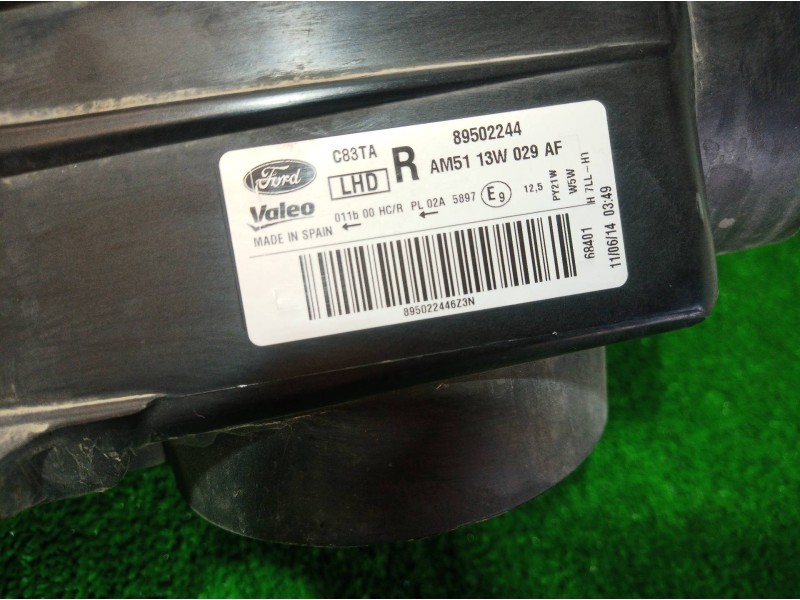 C83TA 89502244
Ford LHD R AM51 13W 029 AF
Valeo 011b 00 HC/R PL 02A 5897 E9 12,5
MADE IN SPAIN
PY21W
W5W
H 7LL-H1
68401
11/06/14 03:49
895022446Z3N